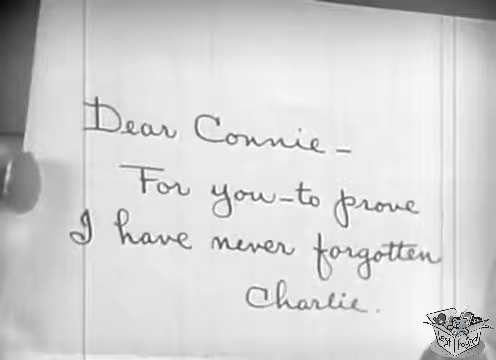 Dear Connie –
For you – to prove
I have never forgotten
Charlie.